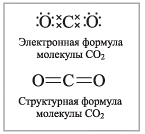 :Ö××C××Ö:
Электронная формула
молекулы CO₂
O=C=O
Структурная формула
молекулы CO₂